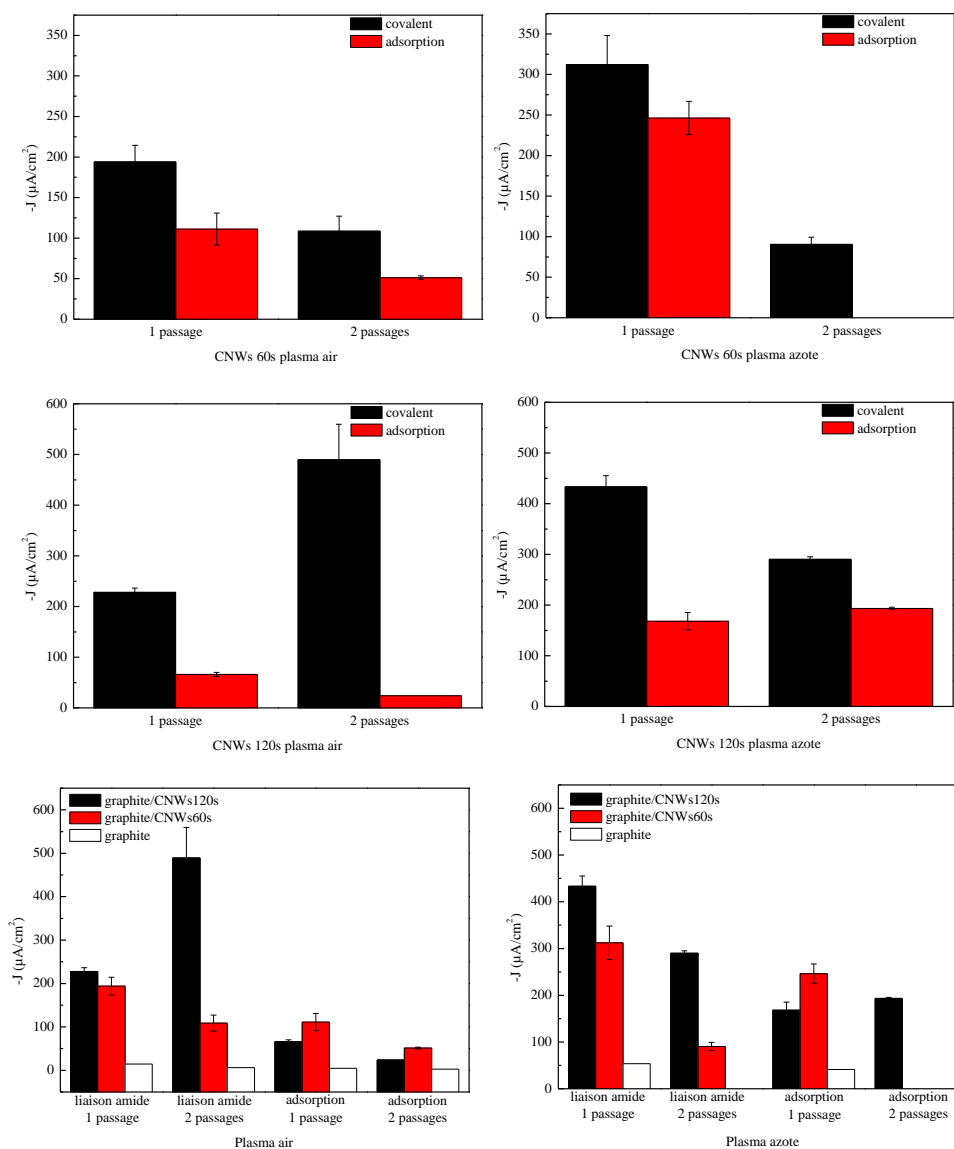 covalent
adsorption
-J (µA/cm²)
350
300
250
200
150
100
50
0
1 passage
2 passages
CNWs 60s plasma air
covalent
adsorption
-J (µA/cm²)
350
300
250
200
150
100
50
0
1 passage
2 passages
CNWs 60s plasma azote
covalent
adsorption
-J (µA/cm²)
600
500
400
300
200
100
0
1 passage
2 passages
CNWs 120s plasma air
covalent
adsorption
-J (µA/cm²)
600
500
400
300
200
100
0
1 passage
2 passages
CNWs 120s plasma azote
graphite/CNWs120s
graphite/CNWs60s
graphite
-J (µA/cm²)
600
500
400
300
200
100
0
liaison amide
1 passage
liaison amide
2 passages
adsorption
1 passage
adsorption
2 passages
Plasma air
graphite/CNWs120s
graphite/CNWs60s
graphite
-J (µA/cm²)
600
500
400
300
200
100
0
liaison amide
1 passage
liaison amide
2 passages
adsorption
1 passage
adsorption
2 passages
Plasma azote